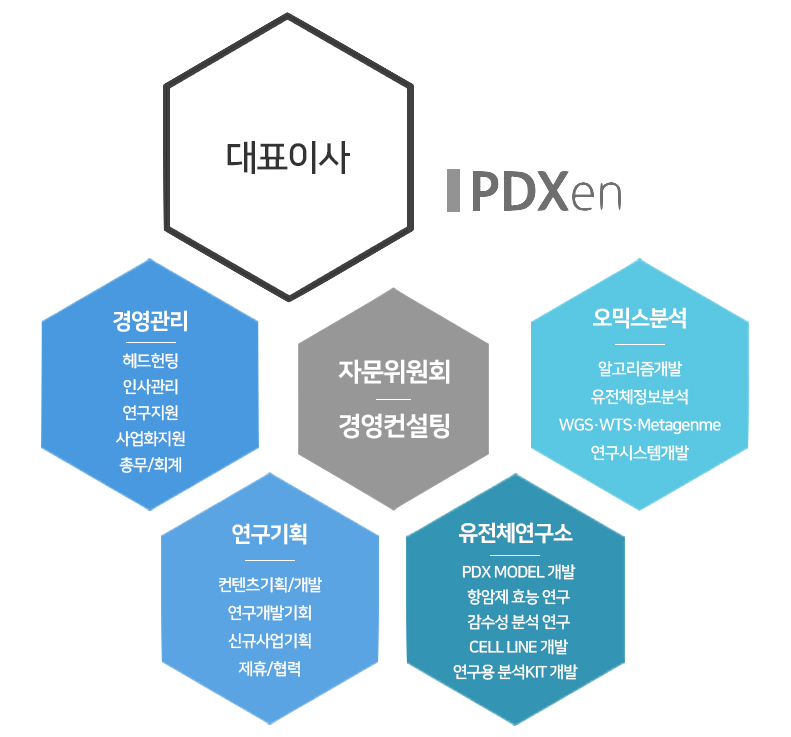 대표이사
PDXen
경영관리
헤드헌팅
인사관리
연구지원
사업화지원
총무/회계
자문위원회
경영컨설팅
오믹스분석
알고리즘개발
유전체정보분석
WGS·WTS·Metagenme
연구시스템개발
연구기획
컨텐츠기획/개발
연구개발기회
신규사업기획
제휴/협력
유전체연구소
PDX MODEL 개발
항암제 효능 연구
감수성 분석 연구
CELL LINE 개발
연구용 분석KIT 개발